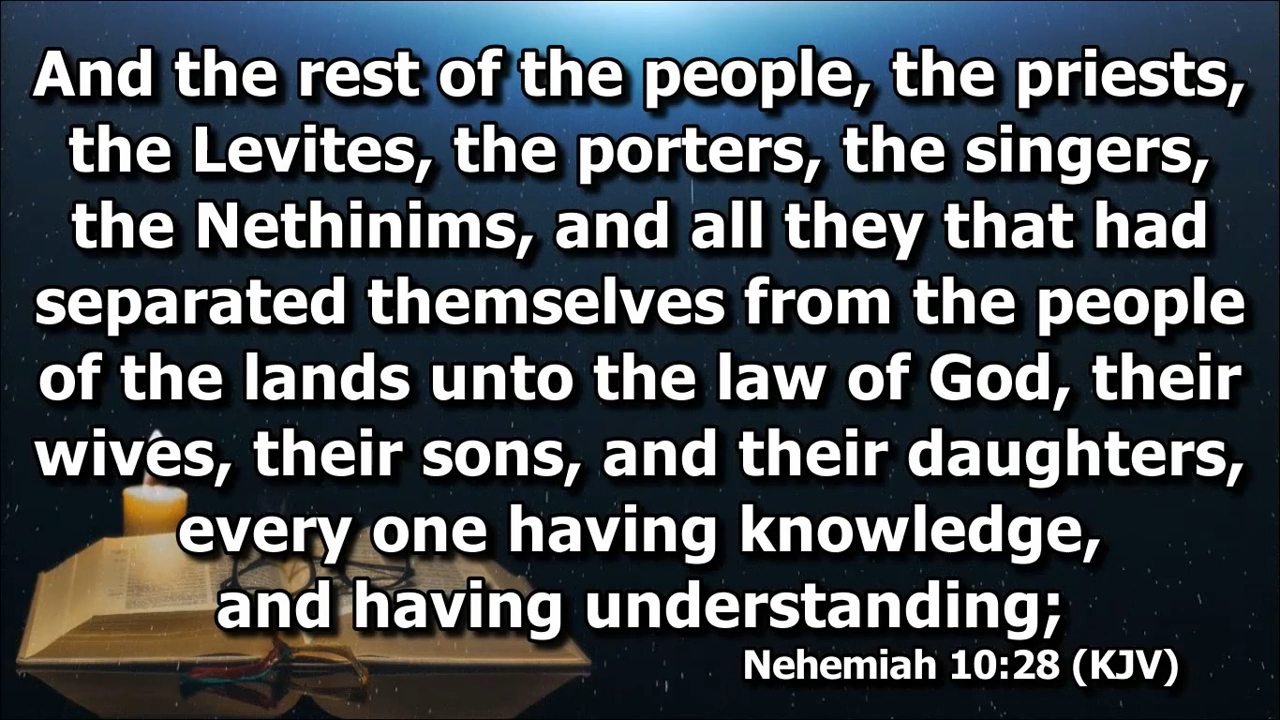 And the rest of the people, the priests,
the Levites, the porters, the singers,
the Nethinims, and all they that had
separated themselves from the people
of the lands unto the law of God, their
wives, their sons, and their daughters,
every one having knowledge,
and having understanding;
Nehemiah 10:28 (KJV)